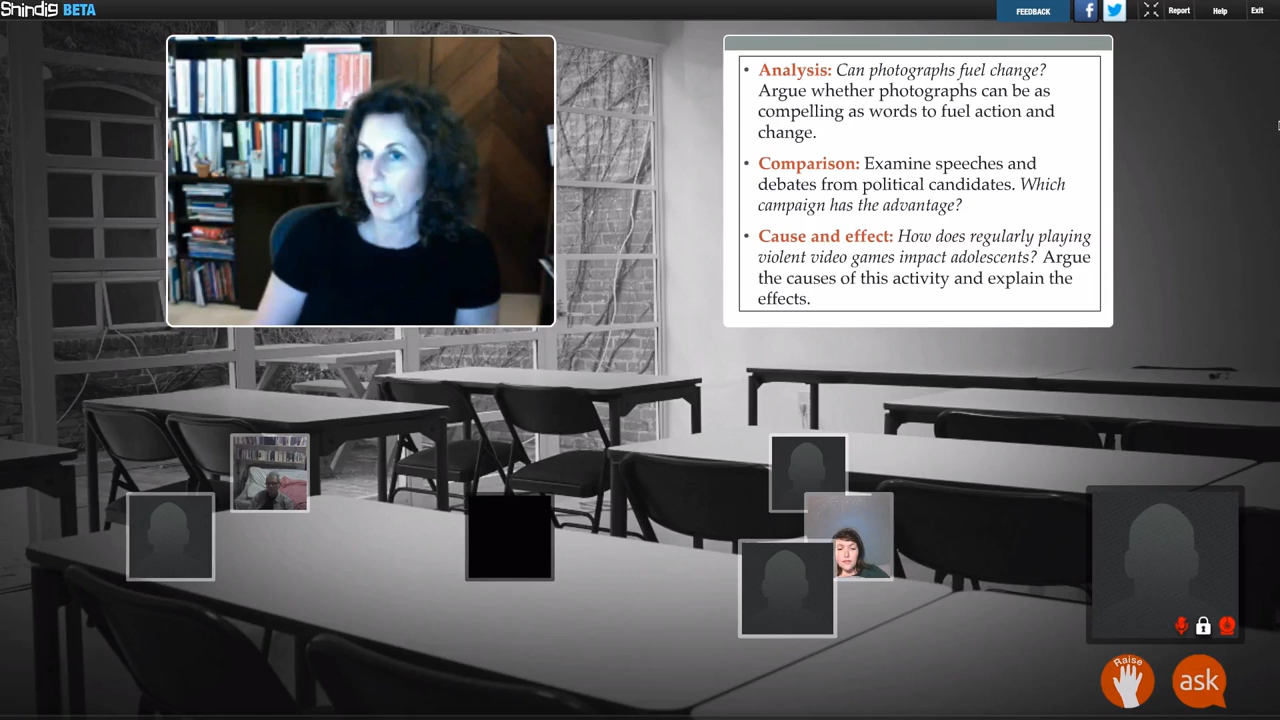 Shindig BETA
FEEDBACK
Report
Help
Exit
• Analysis: Can photographs fuel change?
Argue whether photographs can be as
compelling as words to fuel action and
change.
• Comparison: Examine speeches and
debates from political candidates. Which
campaign has the advantage?
• Cause and effect: How does regularly playing
violent video games impact adolescents? Argue
the causes of this activity and explain the
effects.
Raise
ask